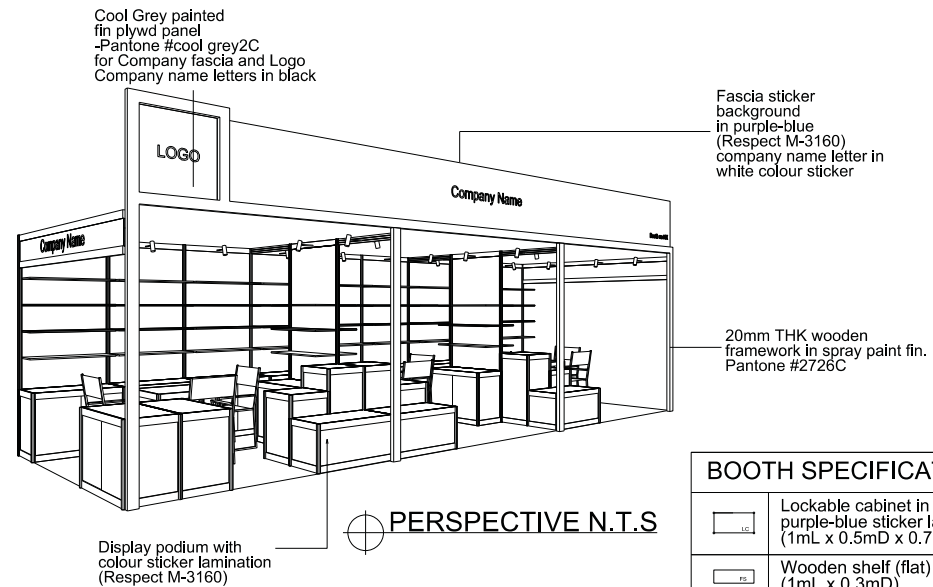 Cool Grey painted
fin plywd panel
-Pantone #cool grey2C
for Company fascia and Logo
Company name letters in black
Fascia sticker
background
in purple-blue
(Respect M-3160)
company name letter in
white colour sticker
LOGO
Company Name
Company Name
20mm THK wooden
framework in spray paint fin.
Pantone #2726C
PERSPECTIVE N.T.S
Display podium with
colour sticker lamination
(Respect M-3160)
BOOTH SPECIFICA
LC
Lockable cabinet in
purple-blue sticker la
(1mL x 0.5mD x 0.7
FS
Wooden shelf (flat)
(1mL x 0.3mD)